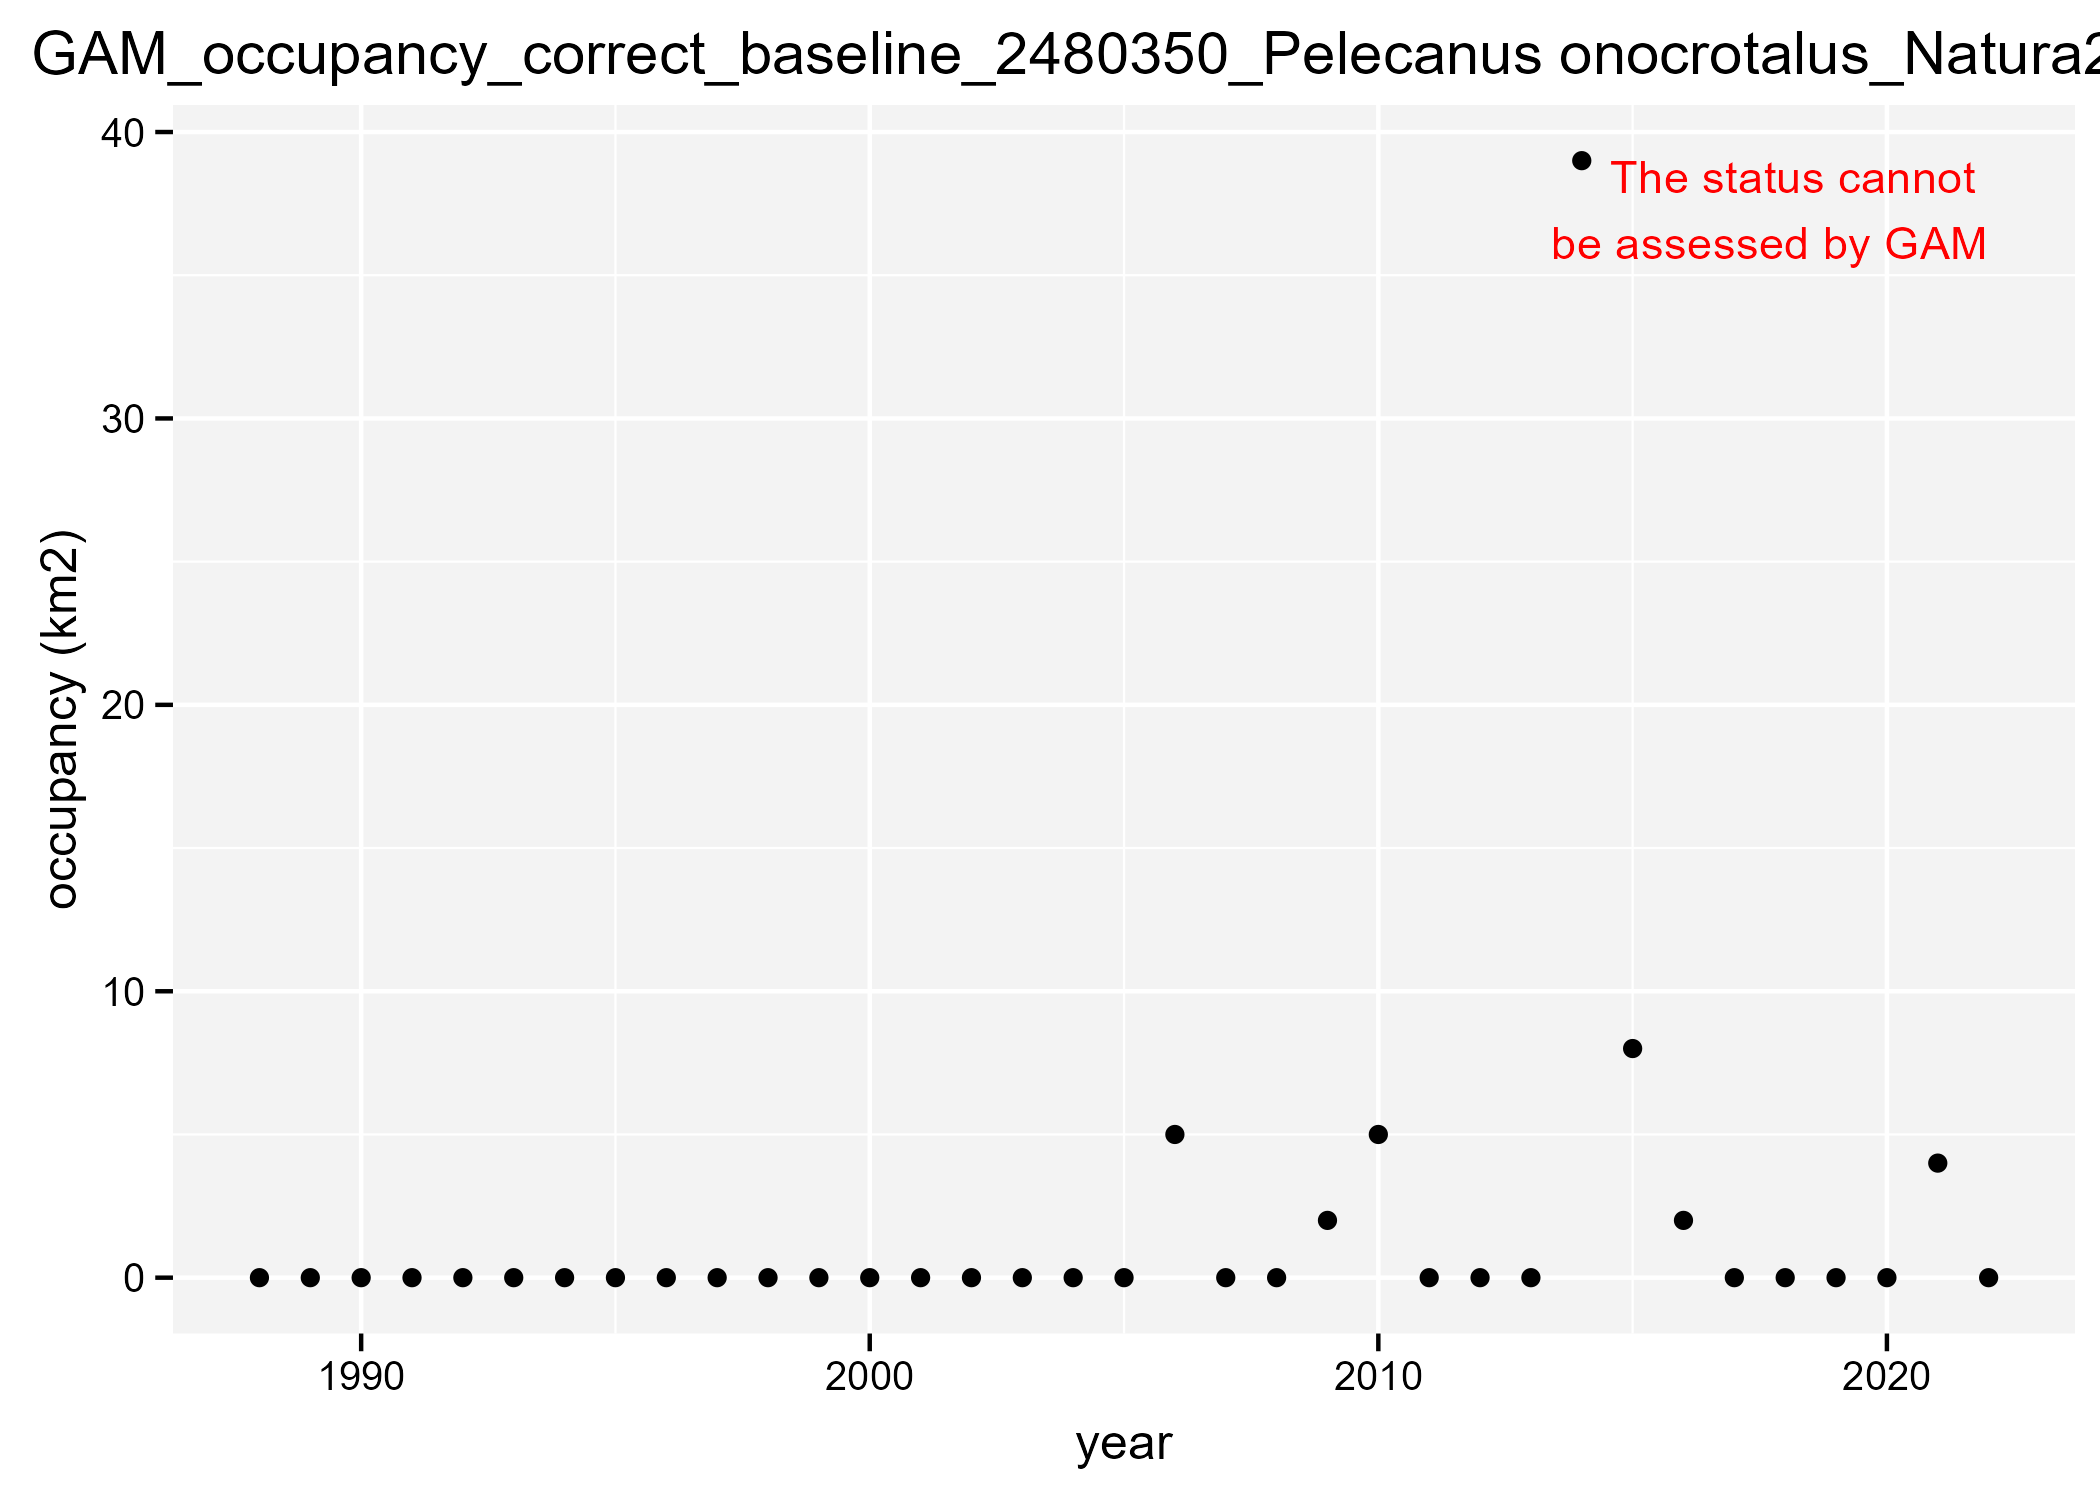 GAM_occupancy_correct_baseline_2480350_Pelecanus onocrotalus_Natura2
40
The status cannot
be assessed by GAM
30
20
10
0
occupancy (km2)
1990 2000 2010 2020
year